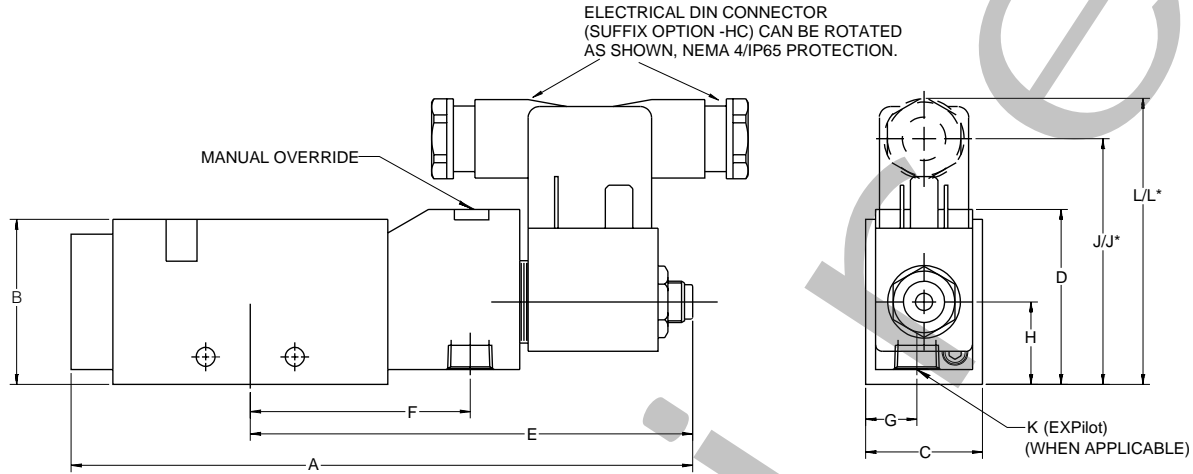 ELECTRICAL DIN CONNECTOR
(SUFFIX OPTION -HC) CAN BE ROTATED
AS SHOWN, NEMA 4/IP65 PROTECTION.
MANUAL OVERRIDE
L/L*
J/J*
D
B
H
F
G
K (EXPilot)
(WHEN APPLICABLE)
E
C
A